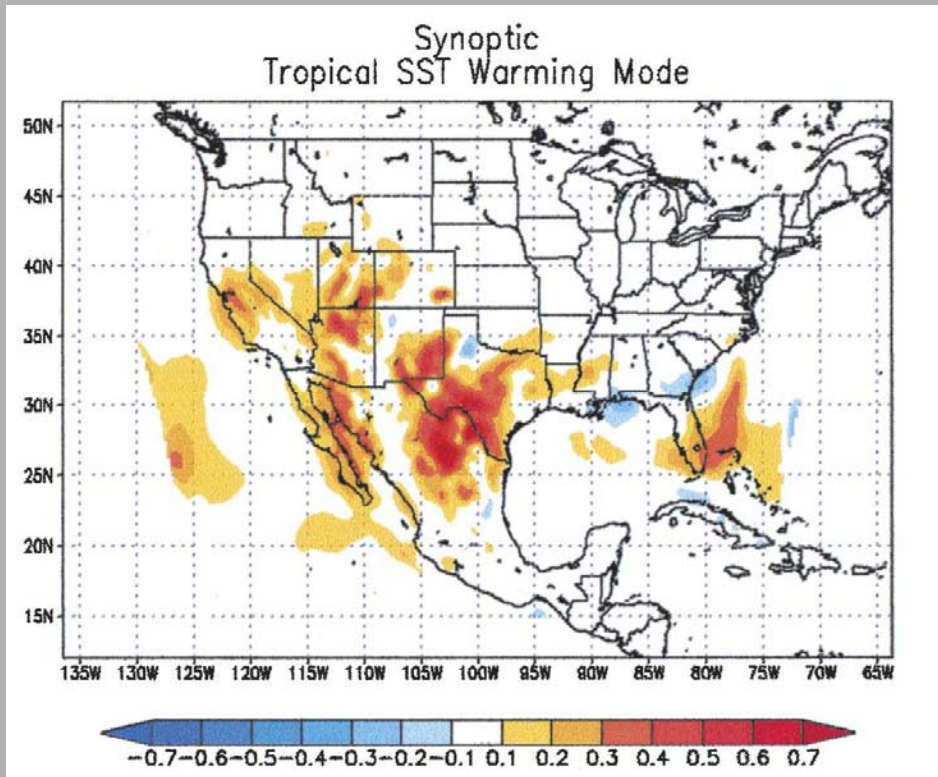 Synoptic
Tropical SST Warming Mode
50N
45N
40N
35N
30N
25N
20N
15N
135W 130W 125W 120W 115W 110W 105W 100W 95W 90W 85W 80W 75W 70W 65W
-0.7 -0.6 -0.5 -0.4 -0.3 -0.2 -0.1 0.1 0.2 0.3 0.4 0.5 0.6 0.7